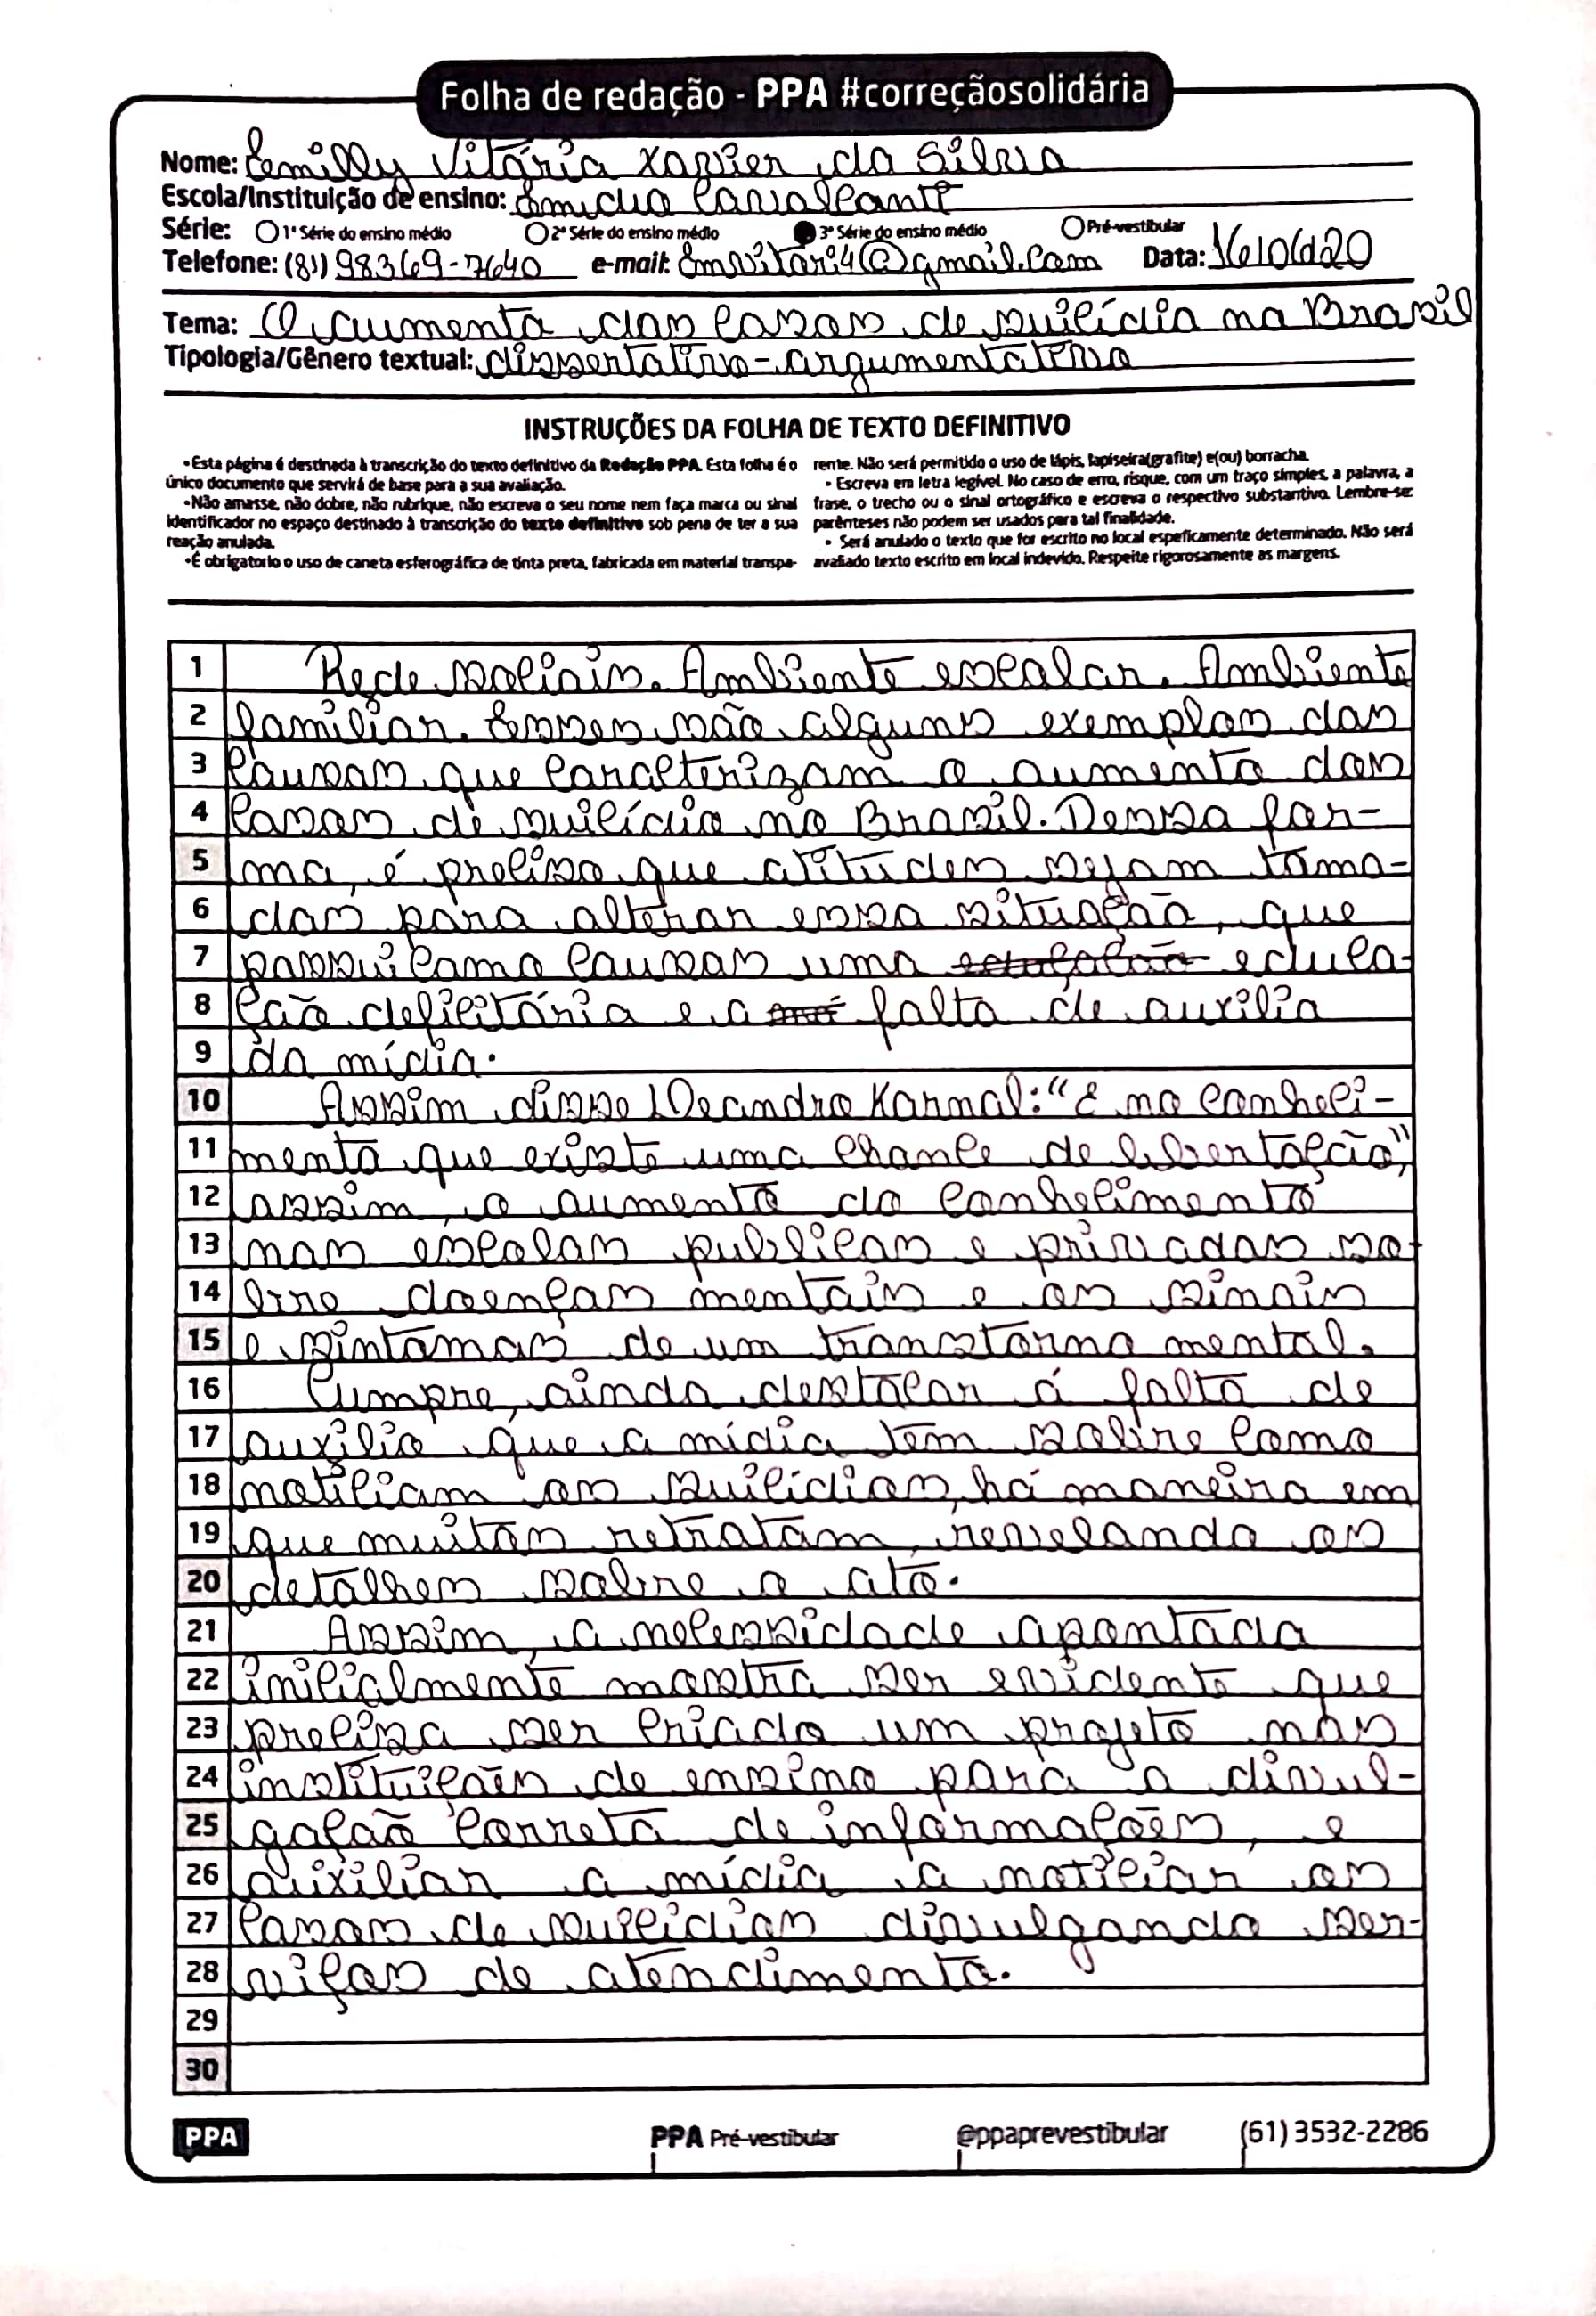 Folha de redação - PPA #correçãosolidária
Nome: Emilly Vitória Xavier da Silva
Escola/Instituição de ensino: Emidio Cavalcanti
Série: 1ª Série do ensino médio 2ª Série do ensino médio 3ª Série do ensino médio Pré-vestibular
Telefone: (81) 98369-7640 e-mail: Emvitori4@gmail.com Data: 16/06/20
Tema: O aumento dos casos de suicídio no Brasil
Tipologia/Gênero textual: dissertativo-argumentativo
INSTRUÇÕES DA FOLHA DE TEXTO DEFINITIVO
•Esta página é destinada à transcrição do texto definitivo da Redação PPA. Esta folha é o
único documento que servirá de base para a sua avaliação.
•Não amasse, não dobre, não rubrique, não escreva o seu nome nem faça marca ou sinal
identificador no espaço destinado à transcrição do texto definitivo sob pena de ter a sua
reação anulada.
•É obrigatorio o uso de caneta esferográfica de tinta preta, fabricada em material transpa-
rente. Não será permitido o uso de lápis, lapiseira(grafite) e(ou) borracha.
• Escreva em letra legível. No caso de erro, risque, com um traço simples, a palavra, a
frase, o trecho ou o sinal ortográfico e escreva o respectivo substantivo. Lembre-se:
parênteses não podem ser usados para tal finalidade.
• Será anulado o texto que for escrito no local espeficamente determinado. Não será
avaliado texto escrito em local indevido. Respeite rigorosamente as margens.
1 Rede sociais. Ambiente escolar. Ambiente
2 familiar. Esses são alguns exemplos das
3 causas que caracterizam o aumento dos
4 casos de suicídio no Brasil. Dessa for-
5 ma, é preciso que atitudes sejam toma-
6 das para alterar essa situação, que
7 possui como causas uma educa-
8 ção deficitária e a falta de auxilio
9 da mídia.
10 Assim disse Leandro Karnal: "É no conheci-
11 mento que existe uma chance de libertação",
12 assim, o aumento do conhecimento
13 nas escolas publicas e privadas so-
14 bre doenças mentais e os sinais
15 e sintomas de um transtorno mental.
16 Cumpre, ainda destacar á falta de
17 auxílio que a mídia tem sobre como
18 noticiam os suicídios, há maneira em
19 que muitos retratam, revelando os
20 detalhes sobre o ato.
21 Assim, a necessidade apontada
22 inicialmente mostra ser evidente que
23 precisa ser criado um projeto nas
24 instituições de ensino para a divul-
25 gação correta de informações, e
26 auxiliar a mídia a noticiar os
27 casos de suicidios divulgando ser-
28 viços de atendimento.
29
30
PPA PPA Pré-vestibular @ppaprevestibular (61) 3532-2286